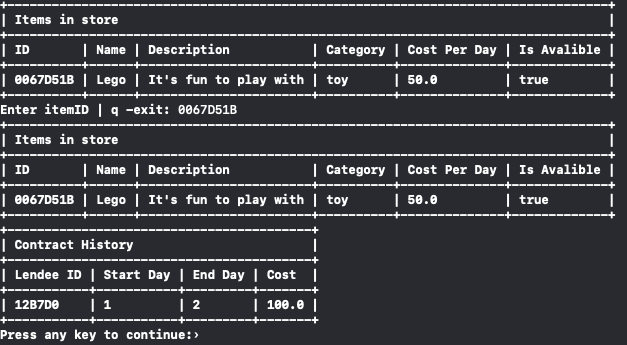 Items in store
ID | Name | Description | Category | Cost Per Day | Is Avalible
0067D51B | Lego | It's fun to play with | toy | 50.0 | true
Enter itemID | q -exit: 0067D51B
Items in store
ID | Name | Description | Category | Cost Per Day | Is Avalible
0067D51B | Lego | It's fun to play with | toy | 50.0 | true
Contract History
Lendee ID | Start Day | End Day | Cost
12B7D0 | 1 | 2 | 100.0
Press any key to continue:›